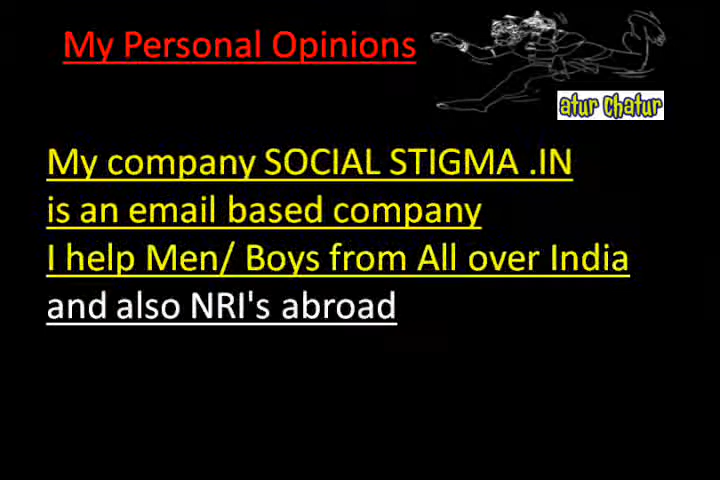 My Personal Opinions
atur chatur
My company SOCIAL STIGMA .IN
is an email based company
I help Men/ Boys from All over India
and also NRI's abroad